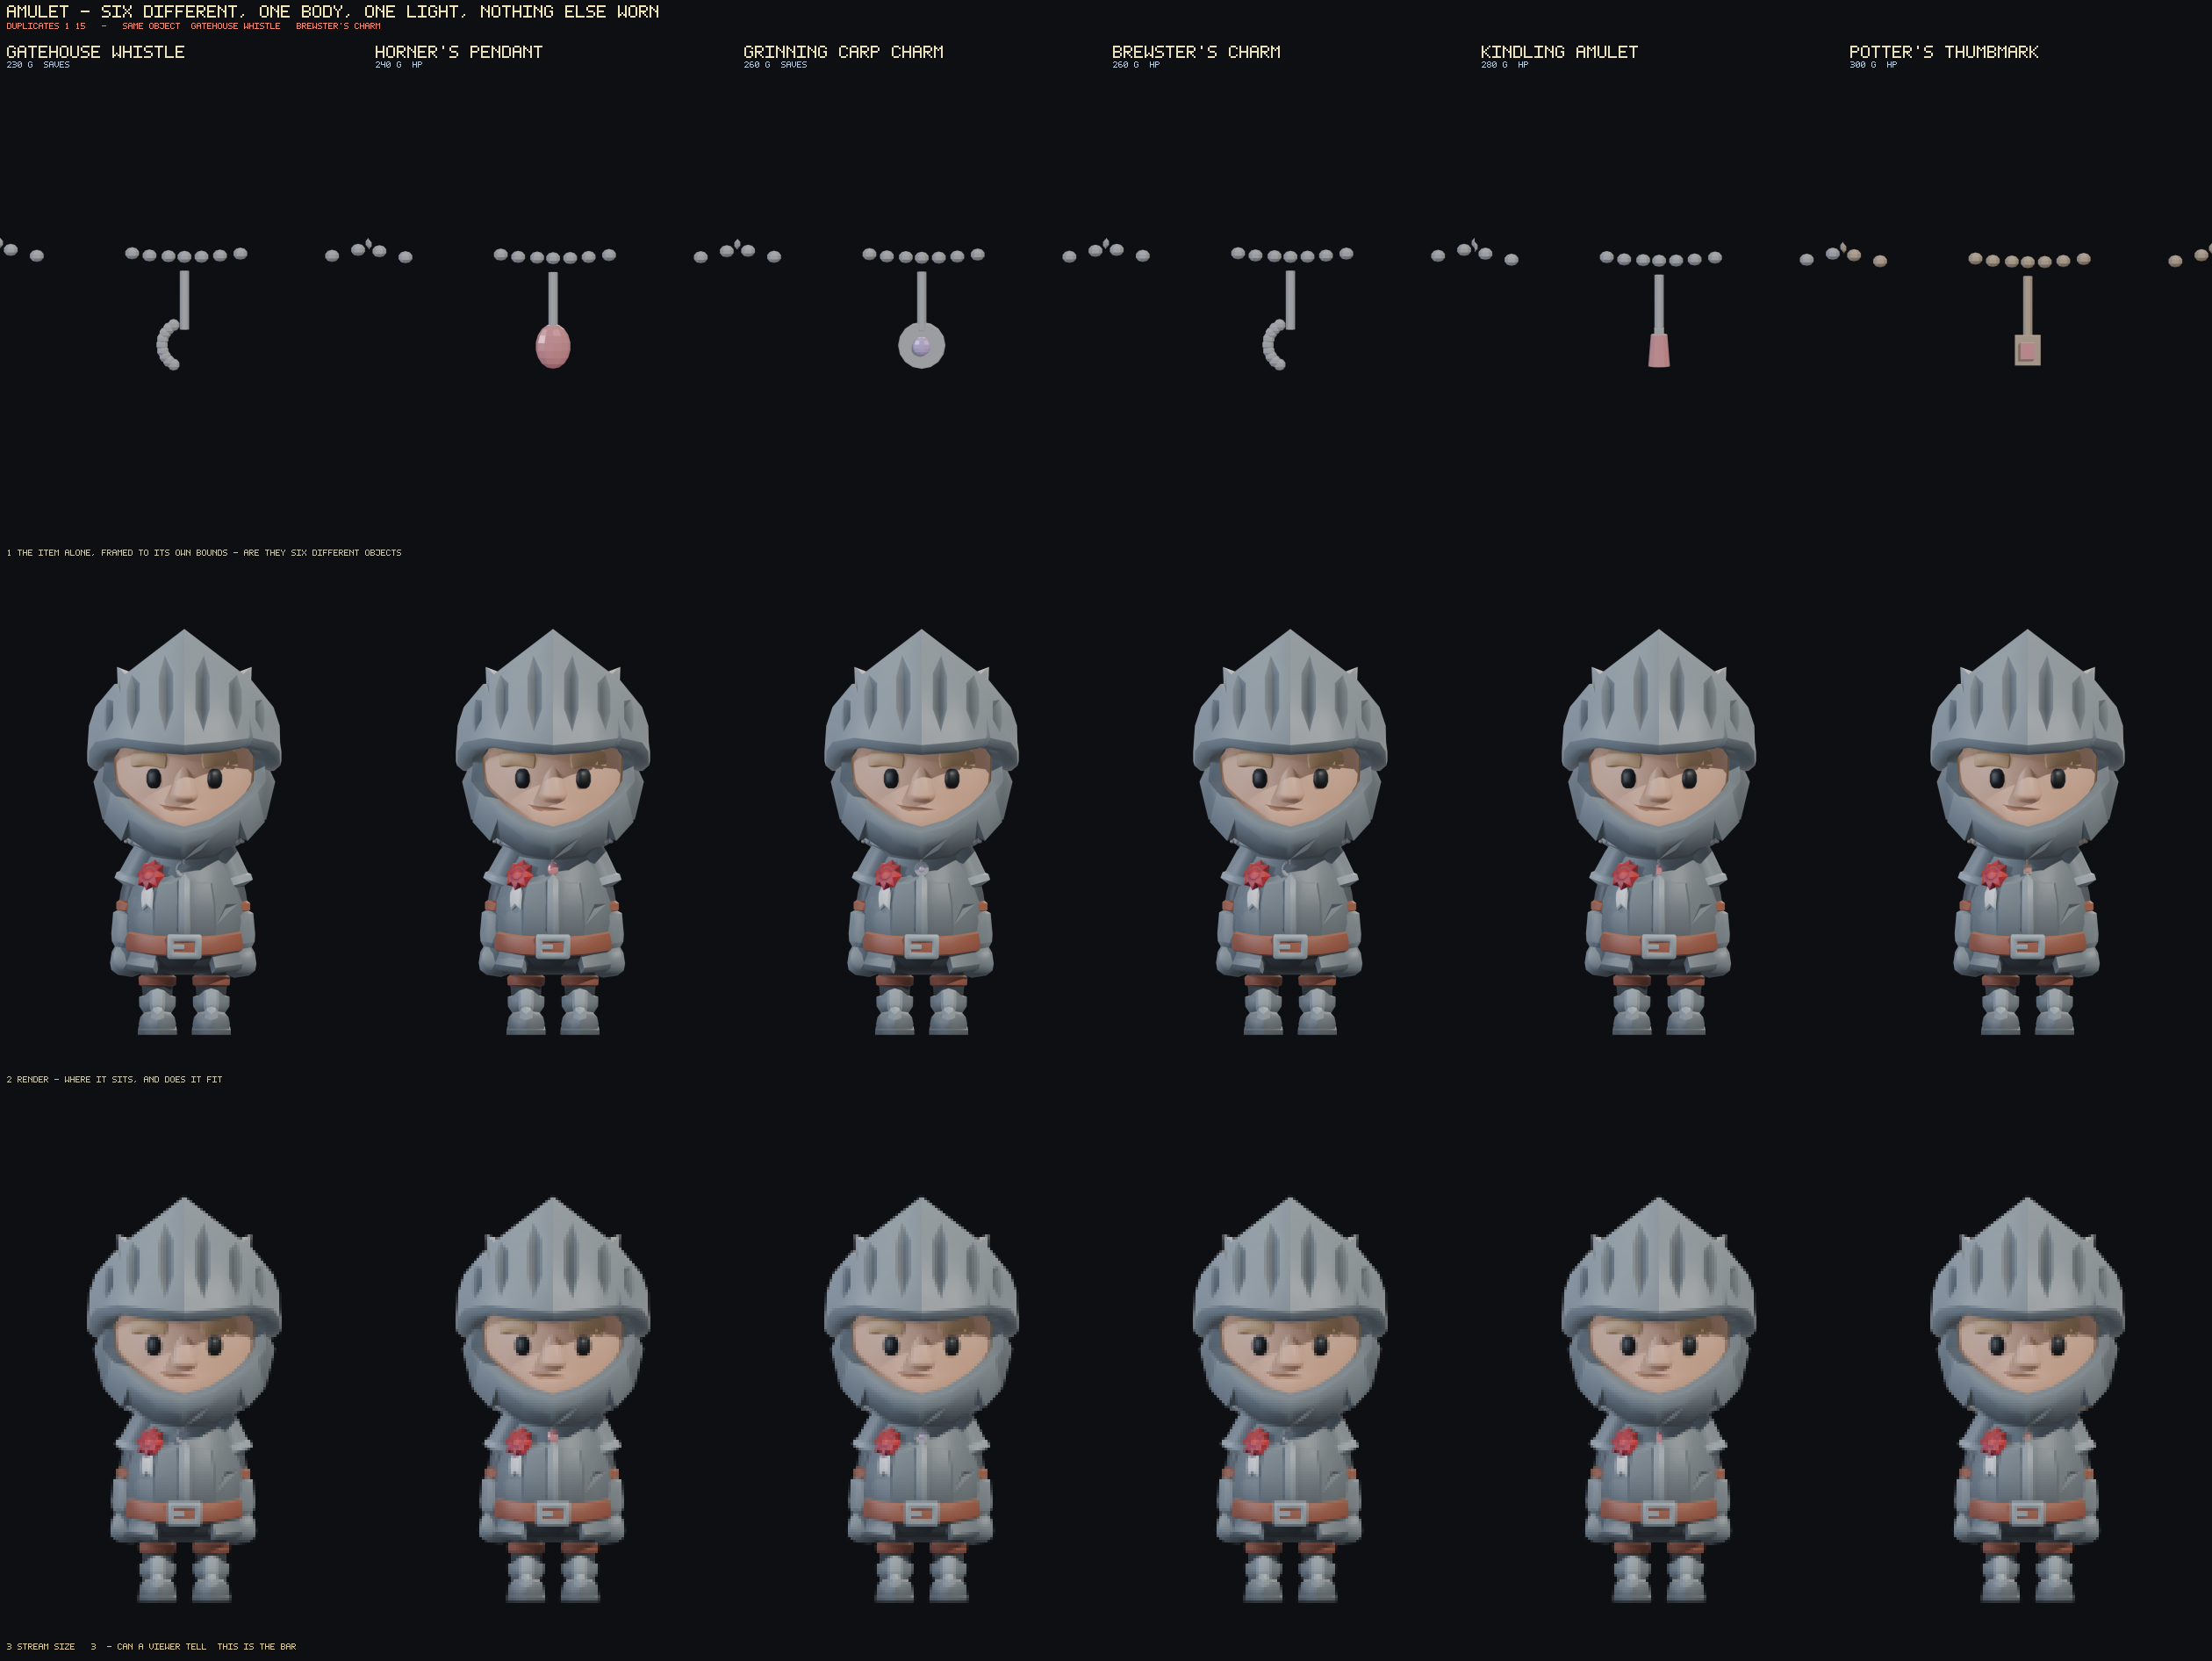 AMULET - SIX DIFFERENT, ONE BODY, ONE LIGHT, NOTHING ELSE WORN
DUPLICATES 1 15 - SAME OBJECT GATEHOUSE WHISTLE BREWSTER'S CHARM
GATEHOUSE WHISTLE
230 G SAVES
HORNER'S PENDANT
240 G HP
GRINNING CARP CHARM
260 G SAVES
BREWSTER'S CHARM
260 G HP
KINDLING AMULET
280 G HP
POTTER'S THUMBMARK
300 G HP
1 THE ITEM ALONE, FRAMED TO ITS OWN BOUNDS - ARE THEY SIX DIFFERENT OBJECTS
2 RENDER - WHERE IT SITS, AND DOES IT FIT
3 STREAM SIZE 3 - CAN A VIEWER TELL THIS IS THE BAR